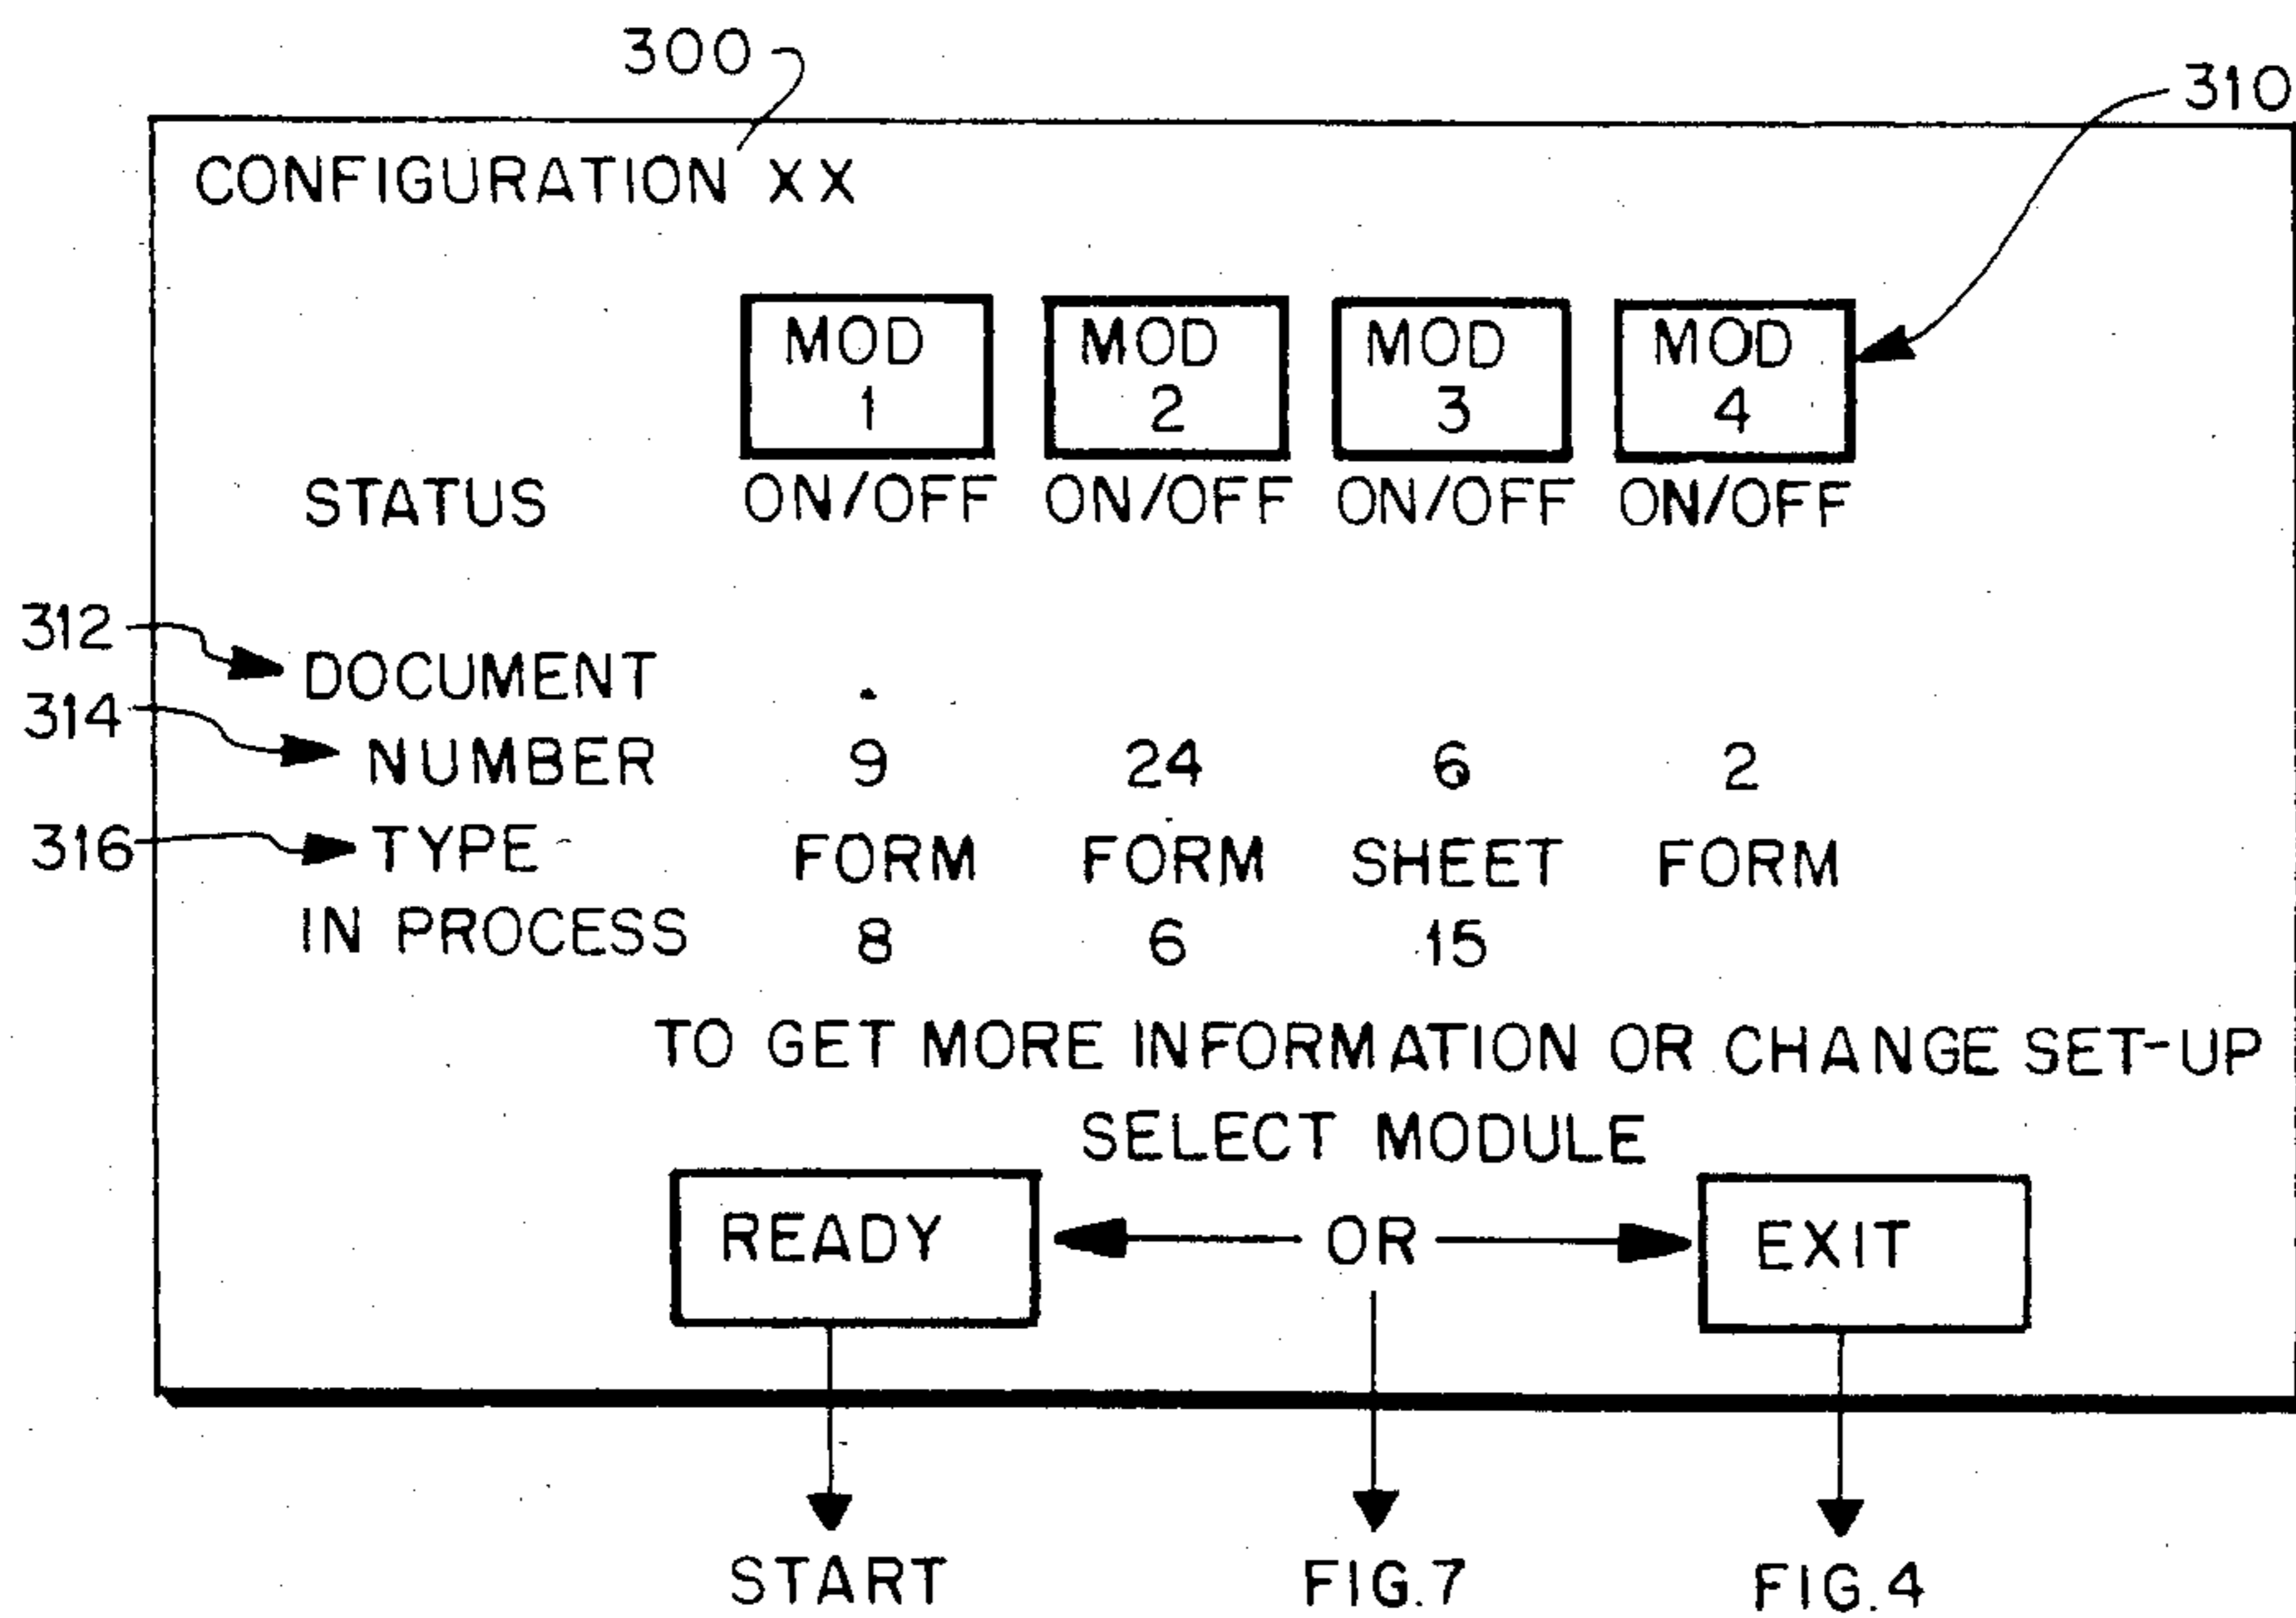 300
310
CONFIGURATION XX
MOD 1 MOD 2 MOD 3 MOD 4
STATUS ON/OFF ON/OFF ON/OFF ON/OFF
312
DOCUMENT
314
NUMBER 9 24 6 2
316 TYPE FORM FORM SHEET FORM
IN PROCESS 8 6 15
TO GET MORE INFORMATION OR CHANGE SET-UP
SELECT MODULE
READY OR EXIT
START FIG.7 FIG.4